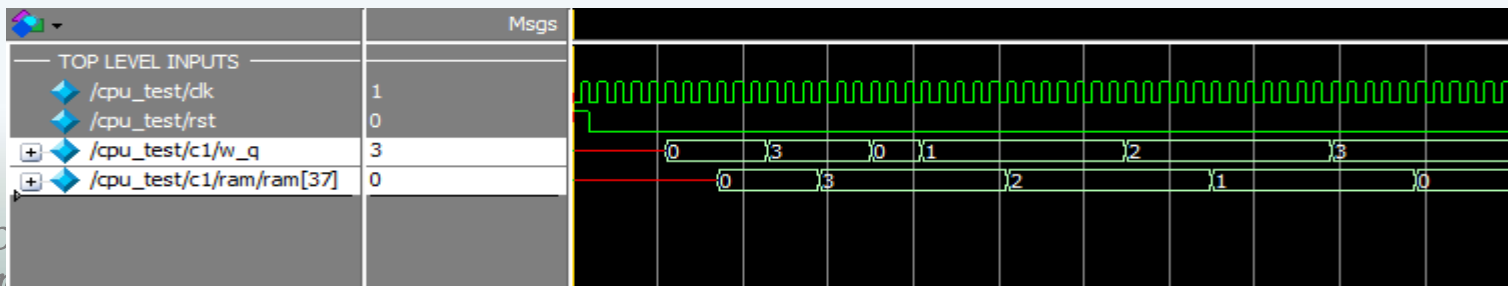 Msgs
TOP LEVEL INPUTS
/cpu_test/clk 1
/cpu_test/rst 0
/cpu_test/c1/w_q 3 0 3 0 1 2 3
/cpu_test/c1/ram/ram[37] 0 0 3 2 1 0